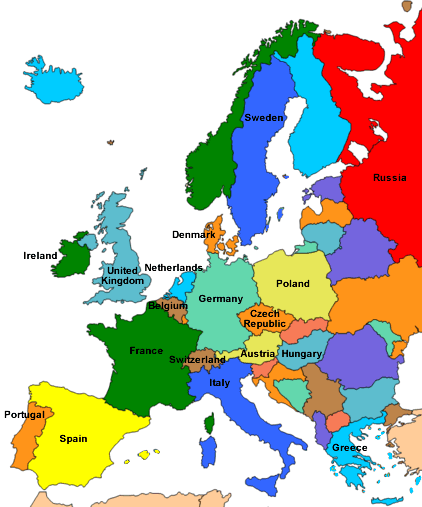 Sweden
Russia
Denmark
Ireland
Netherlands
United
Kingdom
Poland
Germany
Belgium
Czech
Republic
France
Switzerland
Austria
Hungary
Italy
Portugal
Spain
Greece